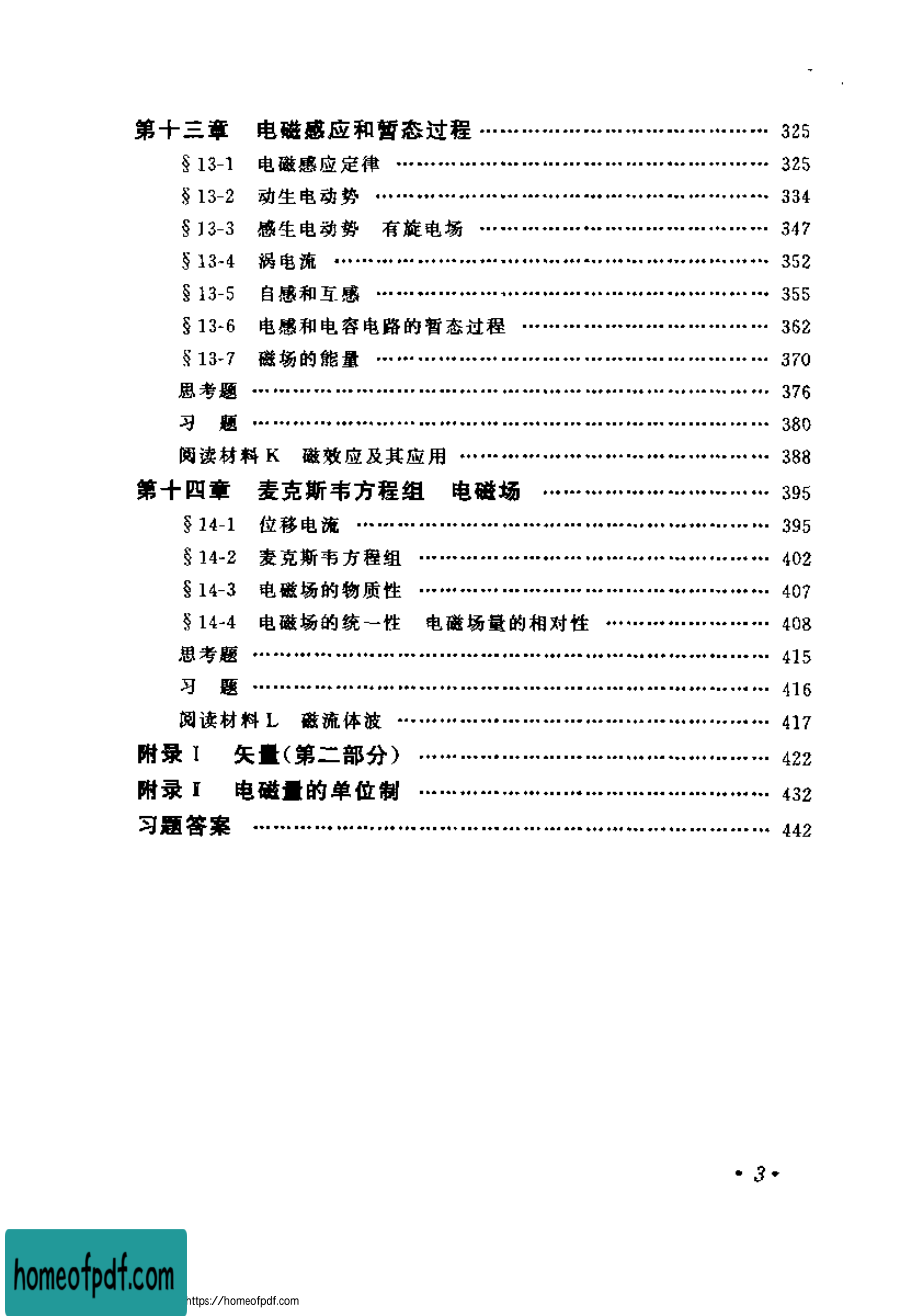 第十三章 电磁感应和暂态过程 …………………………………… 325
§13-1 电磁感应定律 ……………………………………………… 325
§13-2 动生电动势 ………………………………………………… 334
§13-3 感生电动势 有旋电场 …………………………………… 347
§13-4 涡电流 ……………………………………………………… 352
§13-5 自感和互感 ………………………………………………… 355
§13-6 电感和电容电路的暂态过程 ……………………………… 362
§13-7 磁场的能量 ………………………………………………… 370
思考题 ………………………………………………………………… 376
习 题 ………………………………………………………………… 380
阅读材料 K 磁效应及其应用 ……………………………………… 388
第十四章 麦克斯韦方程组 电磁场 …………………………… 395
§14-1 位移电流 …………………………………………………… 395
§14-2 麦克斯韦方程组 …………………………………………… 402
§14-3 电磁场的物质性 …………………………………………… 407
§14-4 电磁场的统一性 电磁场量的相对性 …………………… 408
思考题 ………………………………………………………………… 415
习 题 ………………………………………………………………… 416
阅读材料 L 磁流体波 ……………………………………………… 417
附录 I 矢量(第二部分) …………………………………………… 422
附录 II 电磁量的单位制 …………………………………………… 432
习题答案 ……………………………………………………………… 442
• 3 •
homeofpdf.com
https://homeofpdf.com